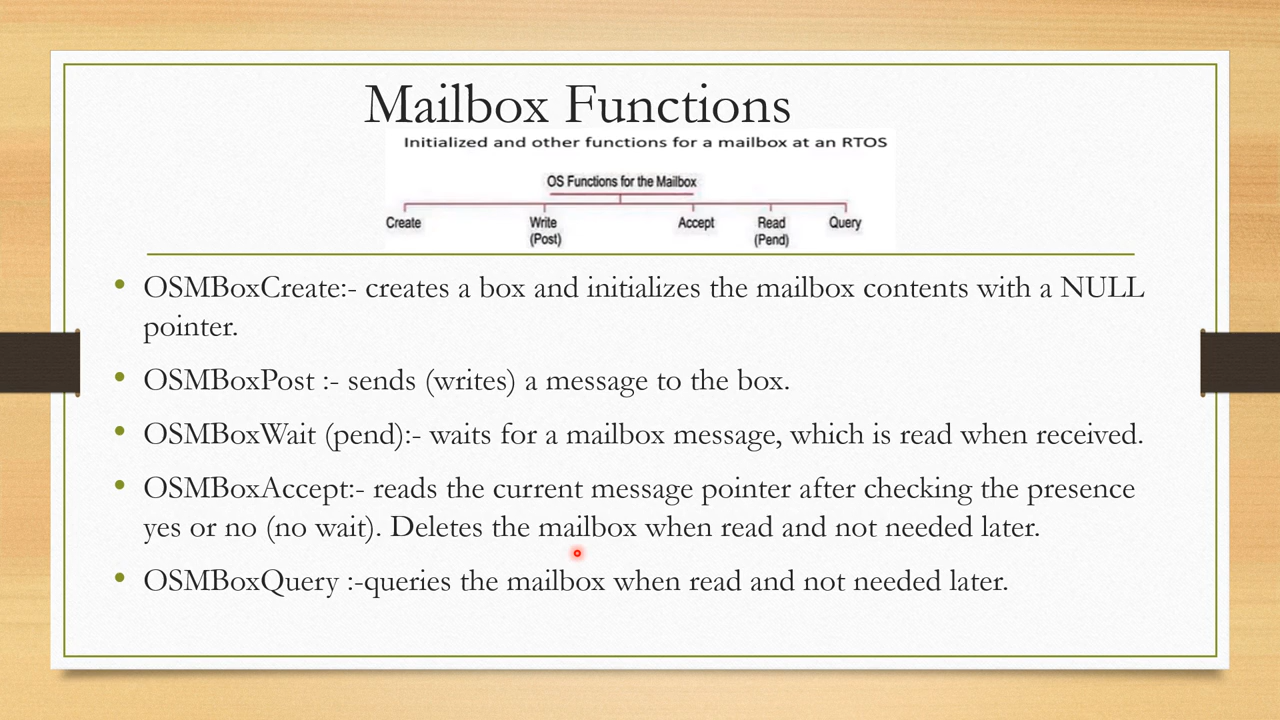 Mailbox Functions
Initialized and other functions for a mailbox at an RTOS
OS Functions for the Mailbox
Create Write Accept Read Query
(Post) (Pend)
• OSMBoxCreate:- creates a box and initializes the mailbox contents with a NULL
pointer.
• OSMBoxPost :- sends (writes) a message to the box.
• OSMBoxWait (pend):- waits for a mailbox message, which is read when received.
• OSMBoxAccept:- reads the current message pointer after checking the presence
yes or no (no wait). Deletes the mailbox when read and not needed later.
• OSMBoxQuery :-queries the mailbox when read and not needed later.